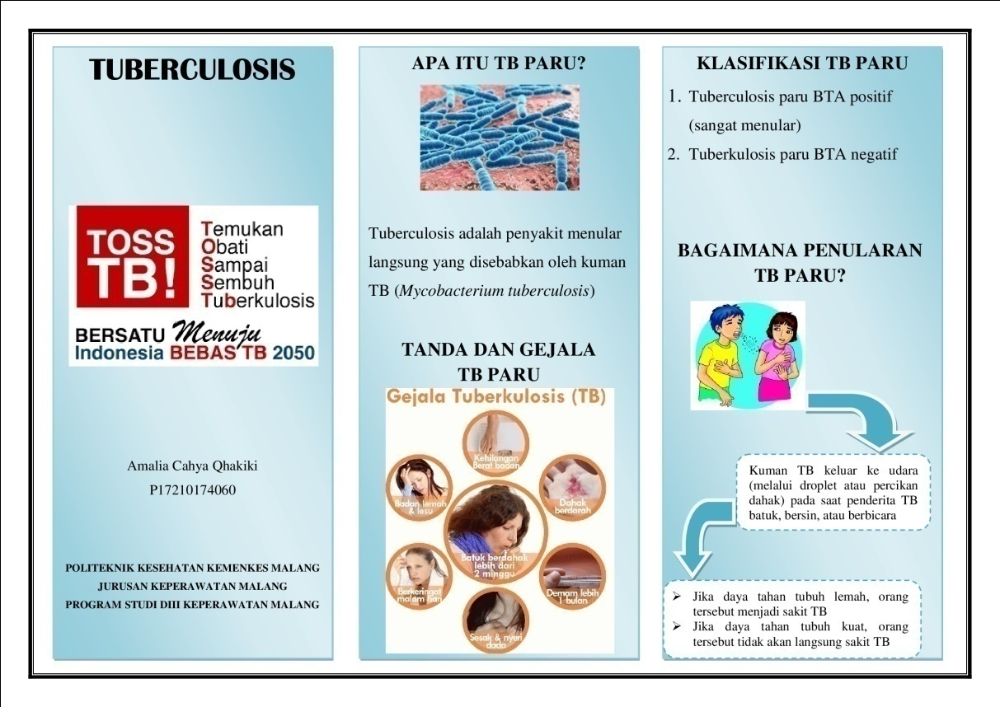 TUBERCULOSIS
TOSS
TB!
Temukan
Obati
Sampai
Sembuh
Tuberkulosis
BERSATU Menuju
Indonesia BEBAS TB 2050
Amalia Cahya Qhakiki
P17210174060
POLITEKNIK KESEHATAN KEMENKES MALANG
JURUSAN KEPERAWATAN MALANG
PROGRAM STUDI DIII KEPERAWATAN MALANG
APA ITU TB PARU?
Tuberculosis adalah penyakit menular
langsung yang disebabkan oleh kuman
TB (Mycobacterium tuberculosis)
TANDA DAN GEJALA
TB PARU
Gejala Tuberkulosis (TB)
Kehilangan
Berat badan
Badan lemah
& lesu
Dahak
berdarah
Batuk berdahak
lebih dari
2 minggu
Berkeringat
malam hari
Demam lebih
1 bulan
Sesak & nyeri
dada
KLASIFIKASI TB PARU
1. Tuberculosis paru BTA positif
(sangat menular)
2. Tuberkulosis paru BTA negatif
BAGAIMANA PENULARAN
TB PARU?
Kuman TB keluar ke udara
(melalui droplet atau percikan
dahak) pada saat penderita TB
batuk, bersin, atau berbicara
➢ Jika daya tahan tubuh lemah, orang
tersebut menjadi sakit TB
➢ Jika daya tahan tubuh kuat, orang
tersebut tidak akan langsung sakit TB